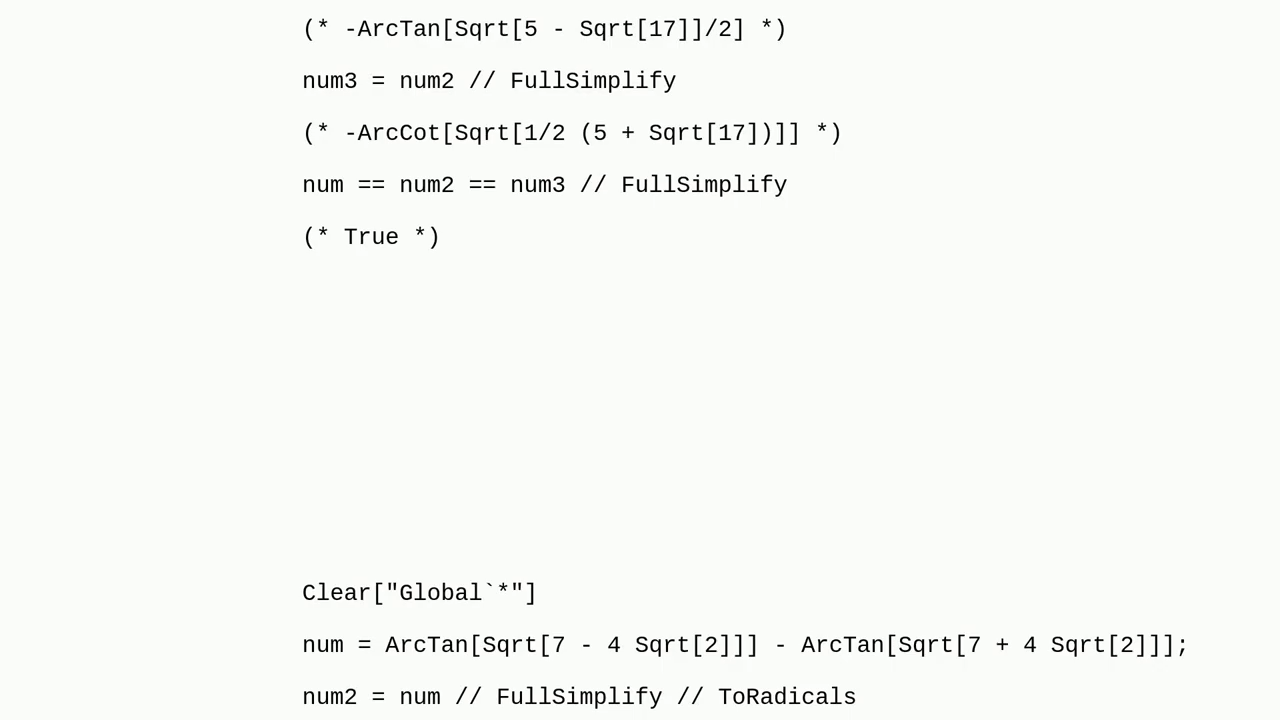 (* -ArcTan[Sqrt[5 - Sqrt[17]]/2] *)
num3 = num2 // FullSimplify
(* -ArcCot[Sqrt[1/2 (5 + Sqrt[17])]] *)
num == num2 == num3 // FullSimplify
(* True *)
Clear["Global`*"]
num = ArcTan[Sqrt[7 - 4 Sqrt[2]]] - ArcTan[Sqrt[7 + 4 Sqrt[2]]];
num2 = num // FullSimplify // ToRadicals